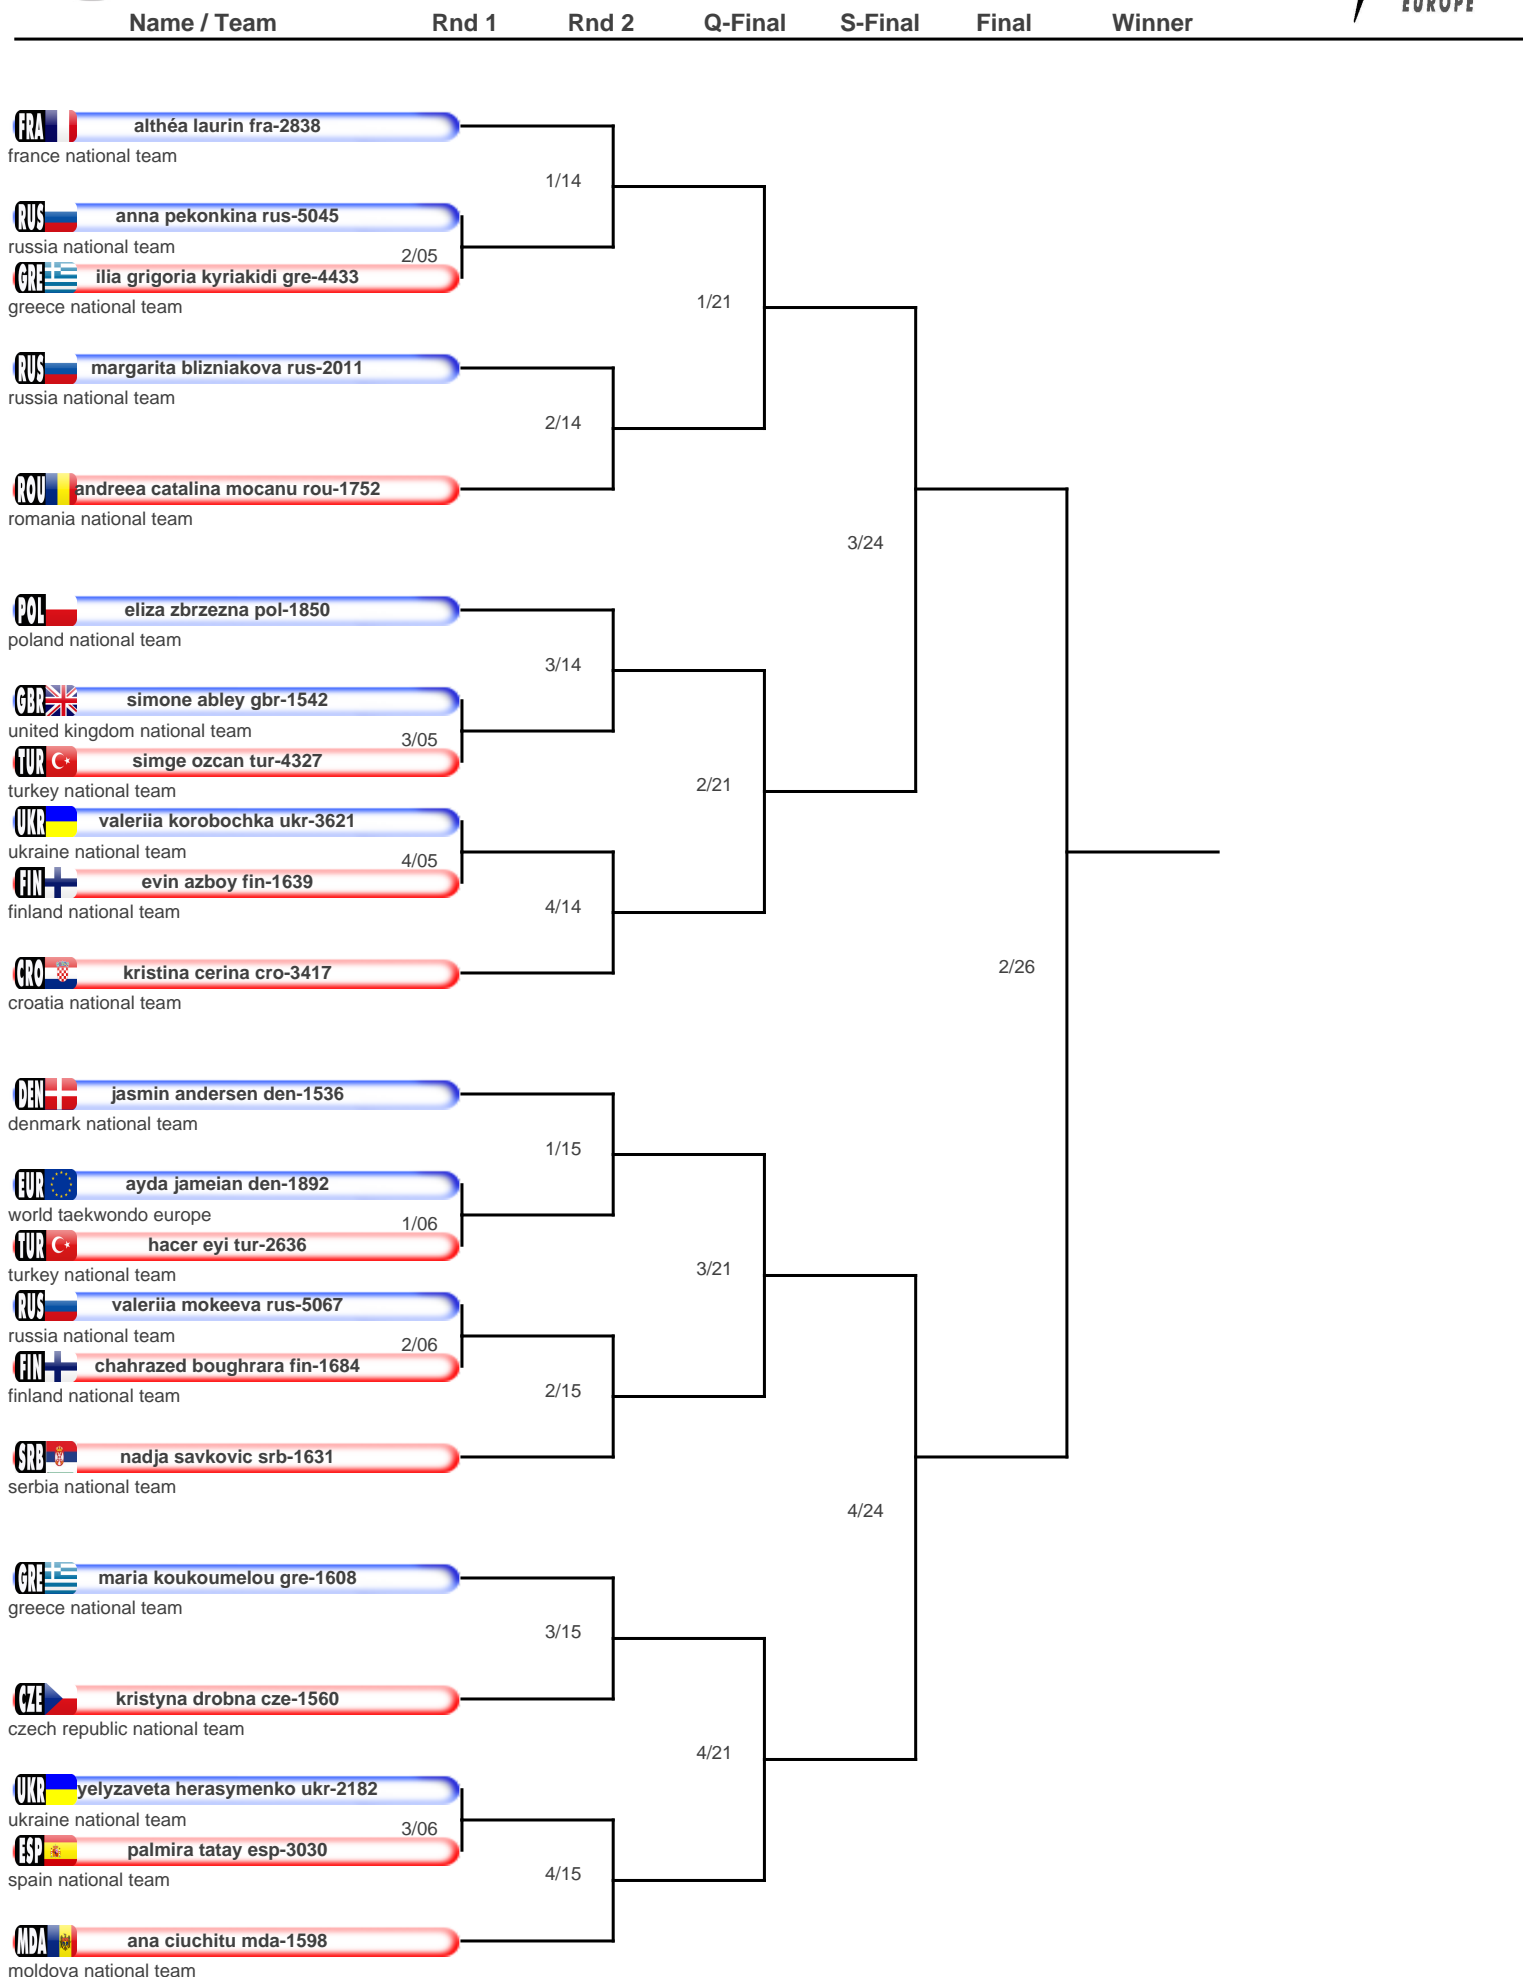 EUROPE
Name / Team Rnd 1 Rnd 2 Q-Final S-Final Final Winner
FRA althéa laurin fra-2838
france national team
1/14
RUS anna pekonkina rus-5045
russia national team
2/05
GRE ilia grigoria kyriakidi gre-4433
greece national team
1/21
RUS margarita blizniakova rus-2011
russia national team
2/14
ROU andreea catalina mocanu rou-1752
romania national team
3/24
POL eliza zbrzezna pol-1850
poland national team
3/14
GBR simone abley gbr-1542
united kingdom national team
3/05
TUR simge ozcan tur-4327
turkey national team
2/21
UKR valeriia korobochka ukr-3621
ukraine national team
4/05
FIN evin azboy fin-1639
finland national team
4/14
CRO kristina cerina cro-3417
croatia national team
2/26
DEN jasmin andersen den-1536
denmark national team
1/15
EUR ayda jameian den-1892
world taekwondo europe
1/06
TUR hacer eyi tur-2636
turkey national team
3/21
RUS valeriia mokeeva rus-5067
russia national team
2/06
FIN chahrazed boughrara fin-1684
finland national team
2/15
SRB nadja savkovic srb-1631
serbia national team
4/24
GRE maria koukoumelou gre-1608
greece national team
3/15
CZE kristyna drobna cze-1560
czech republic national team
4/21
UKR yelyzaveta herasymenko ukr-2182
ukraine national team
3/06
ESP palmira tatay esp-3030
spain national team
4/15
MDA ana ciuchitu mda-1598
moldova national team